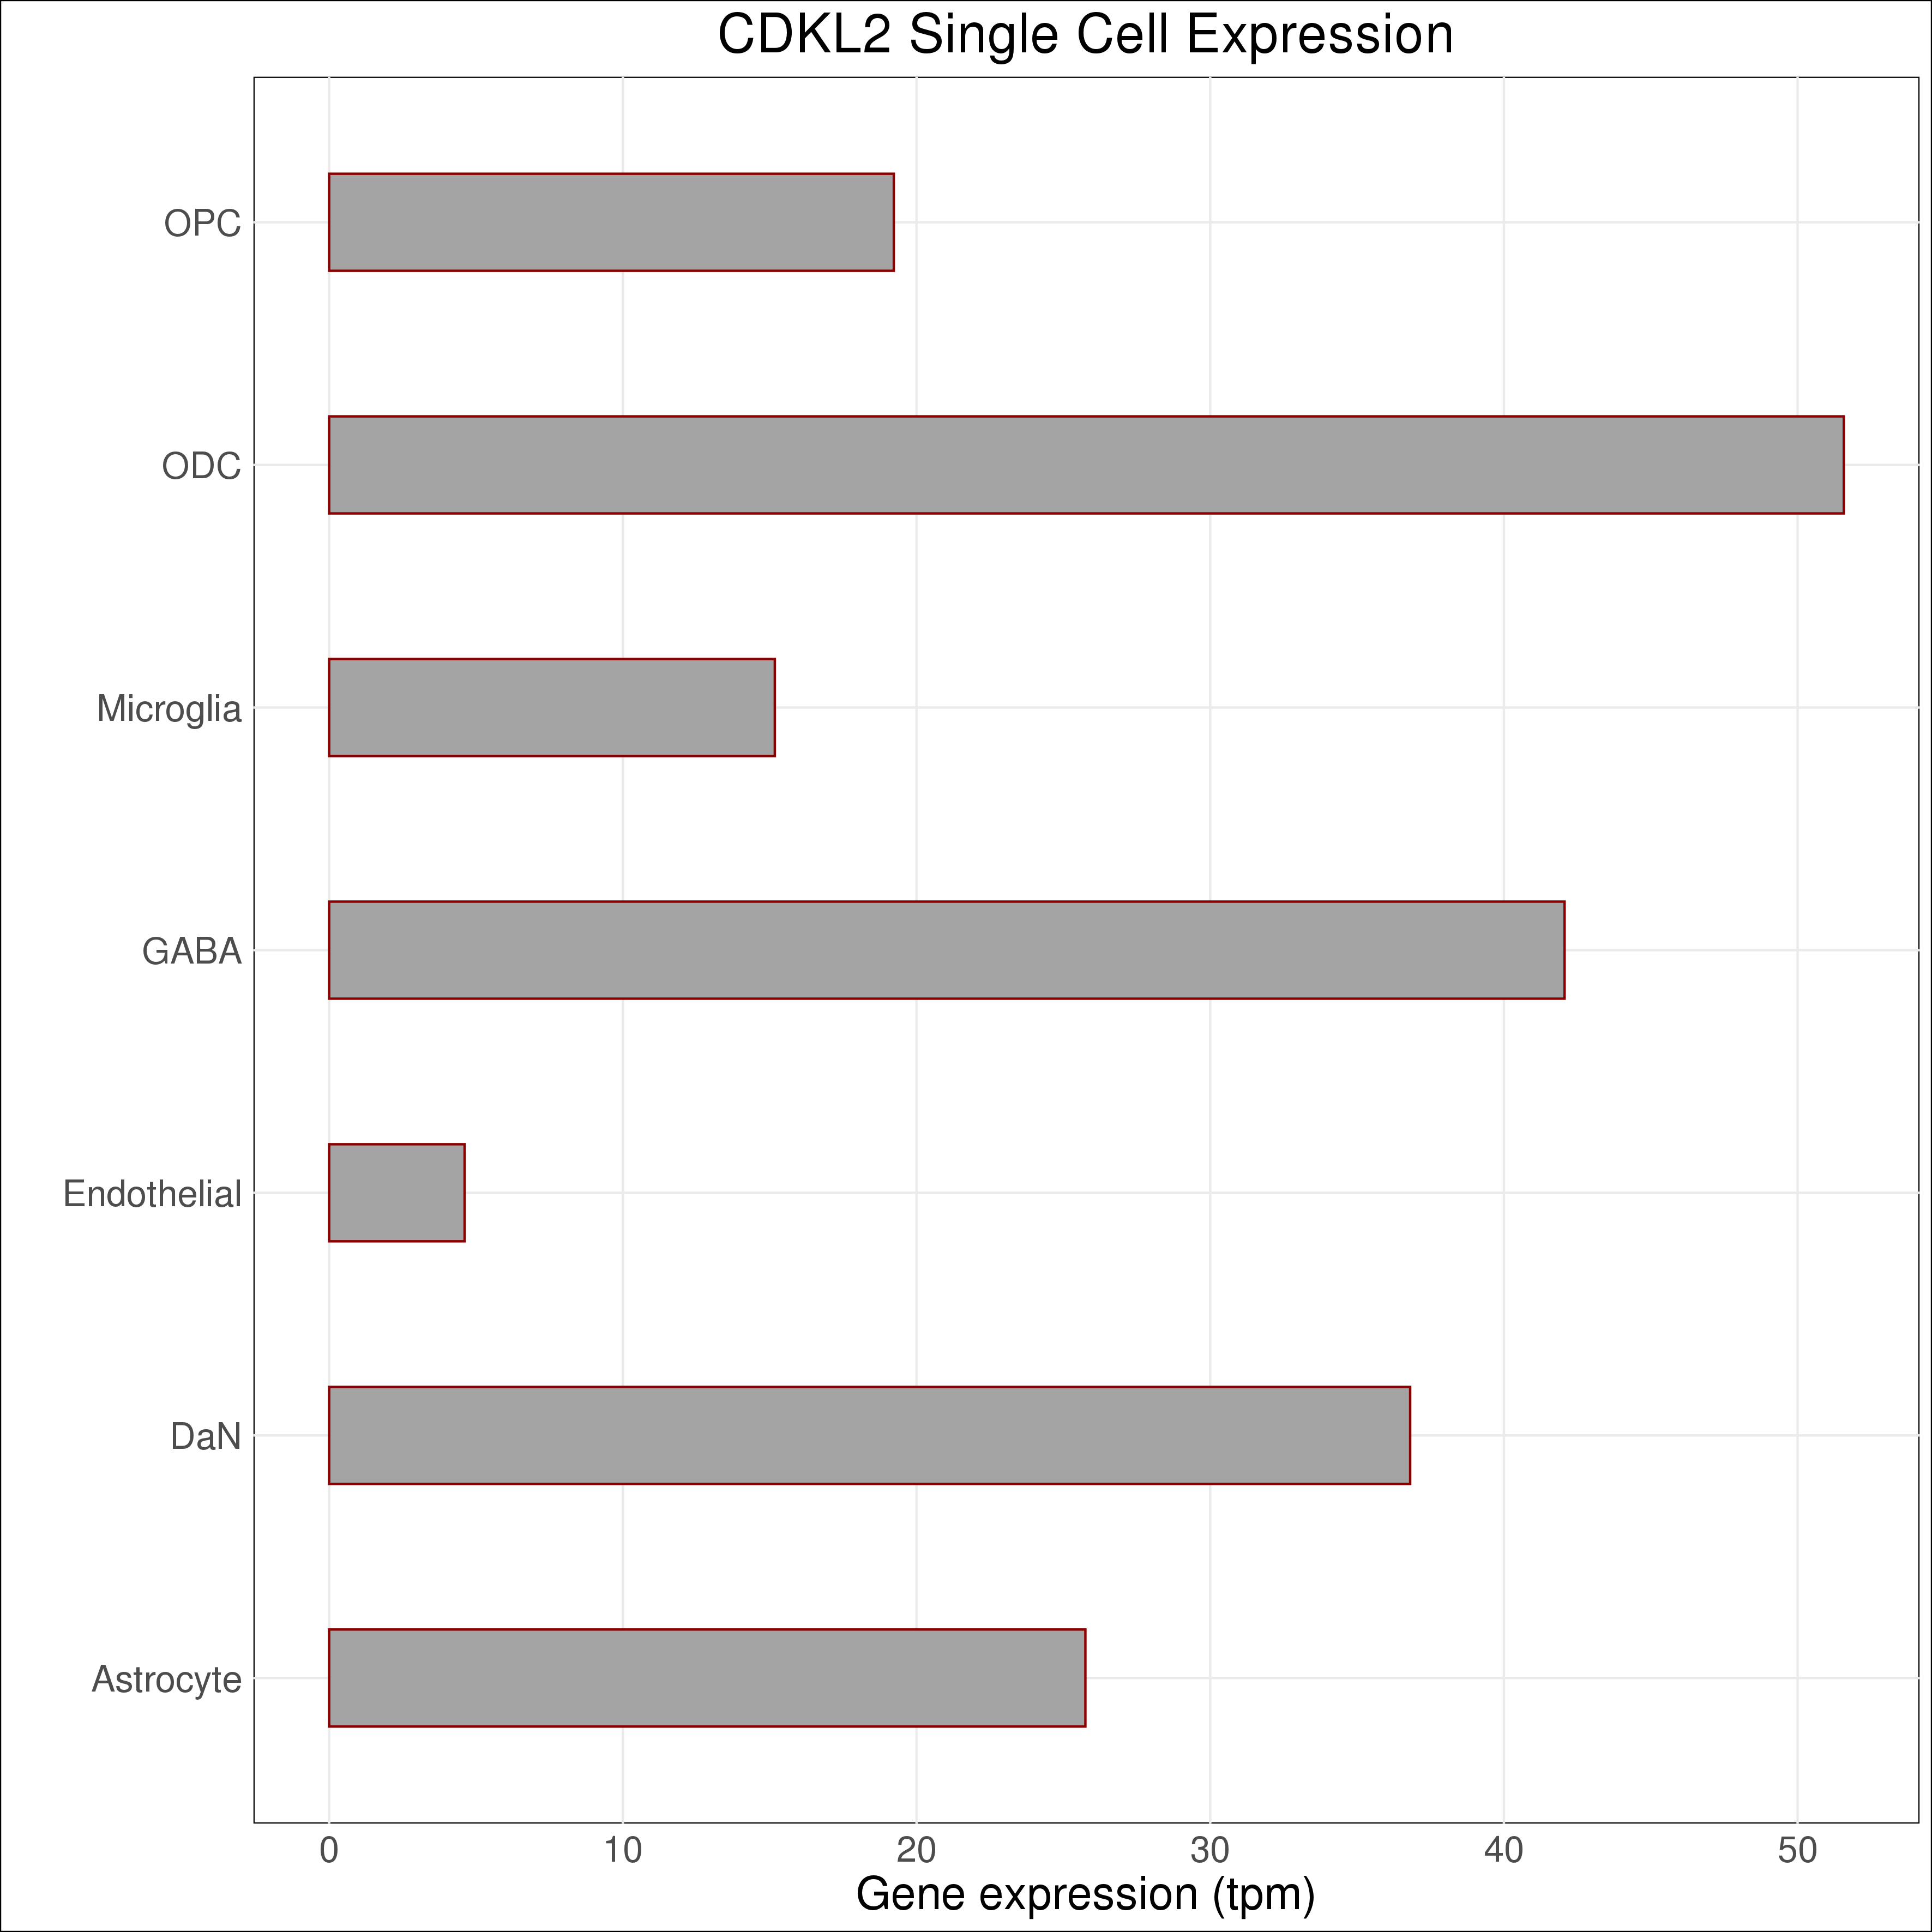 CDKL2 Single Cell Expression
OPC
ODC
Microglia
GABA
Endothelial
DaN
Astrocyte
0 10 20 30 40 50
Gene expression (tpm)